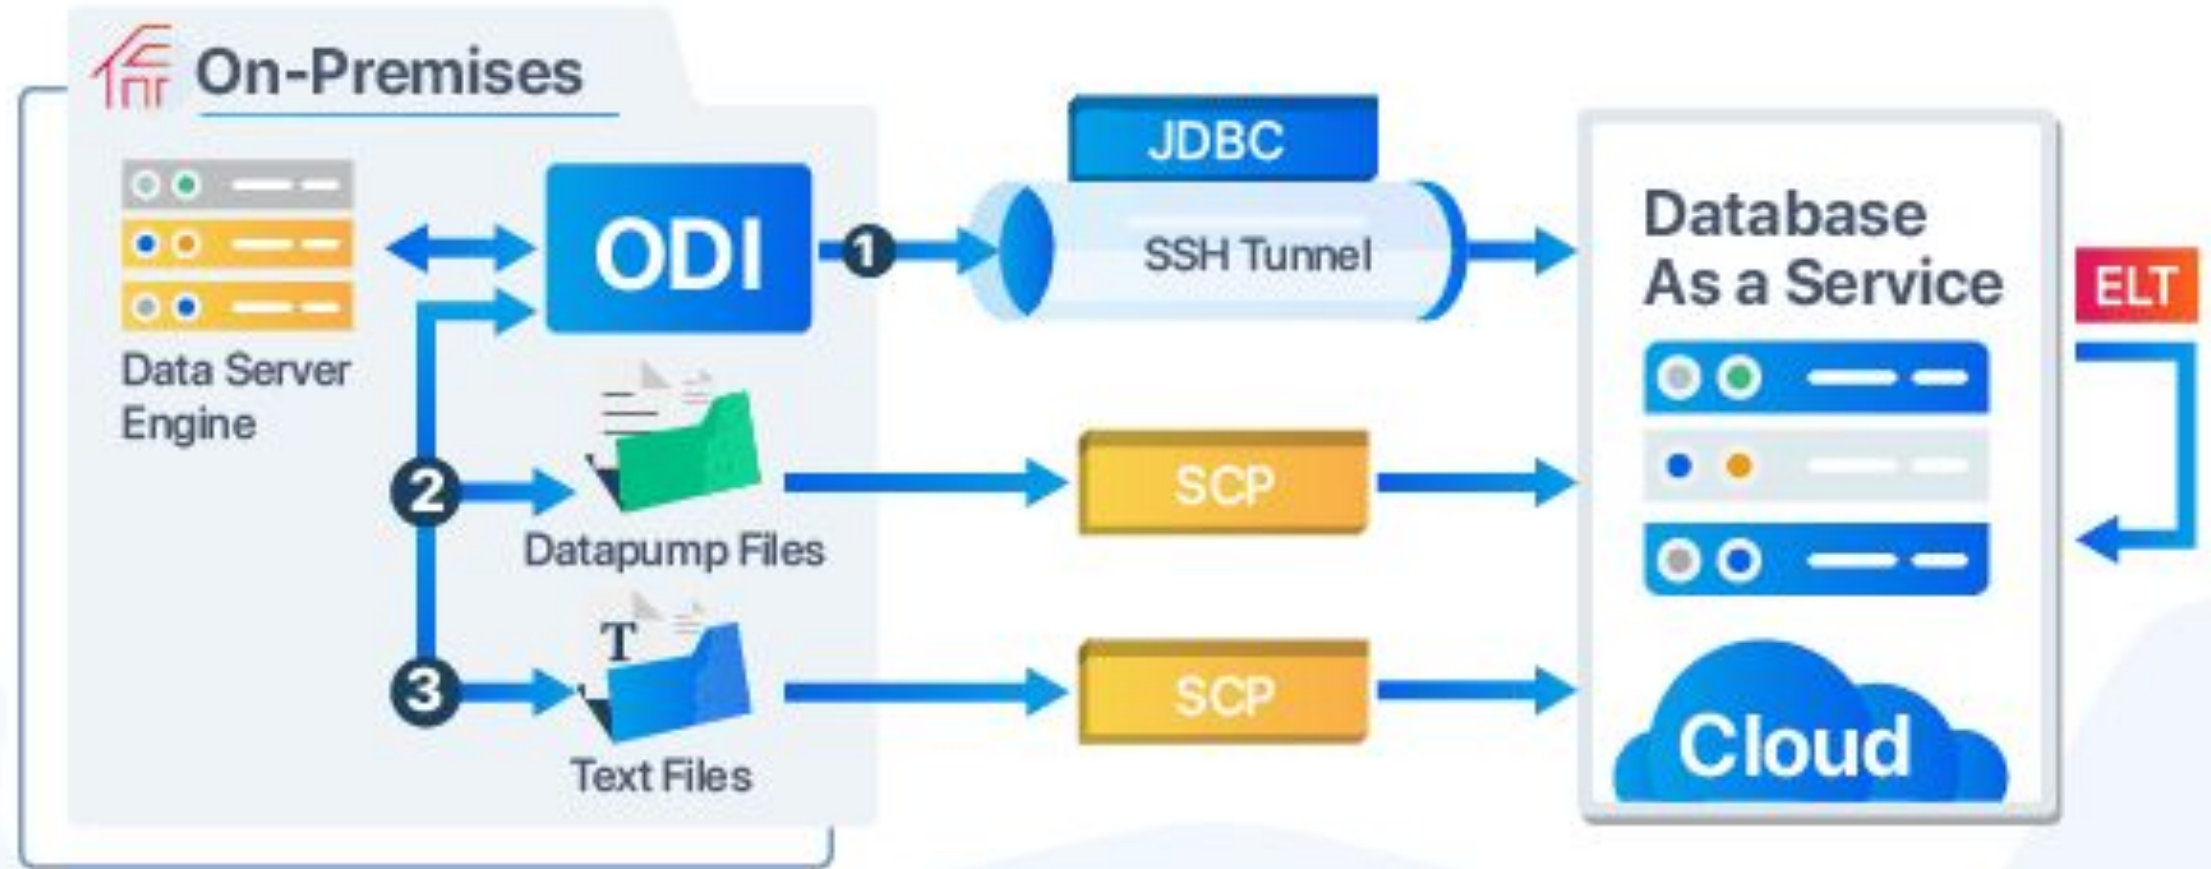 On-Premises
Data Server
Engine
ODI
1
JDBC
SSH Tunnel
2
Datapump Files
SCP
3
T
Text Files
SCP
Database
As a Service
Cloud
ELT